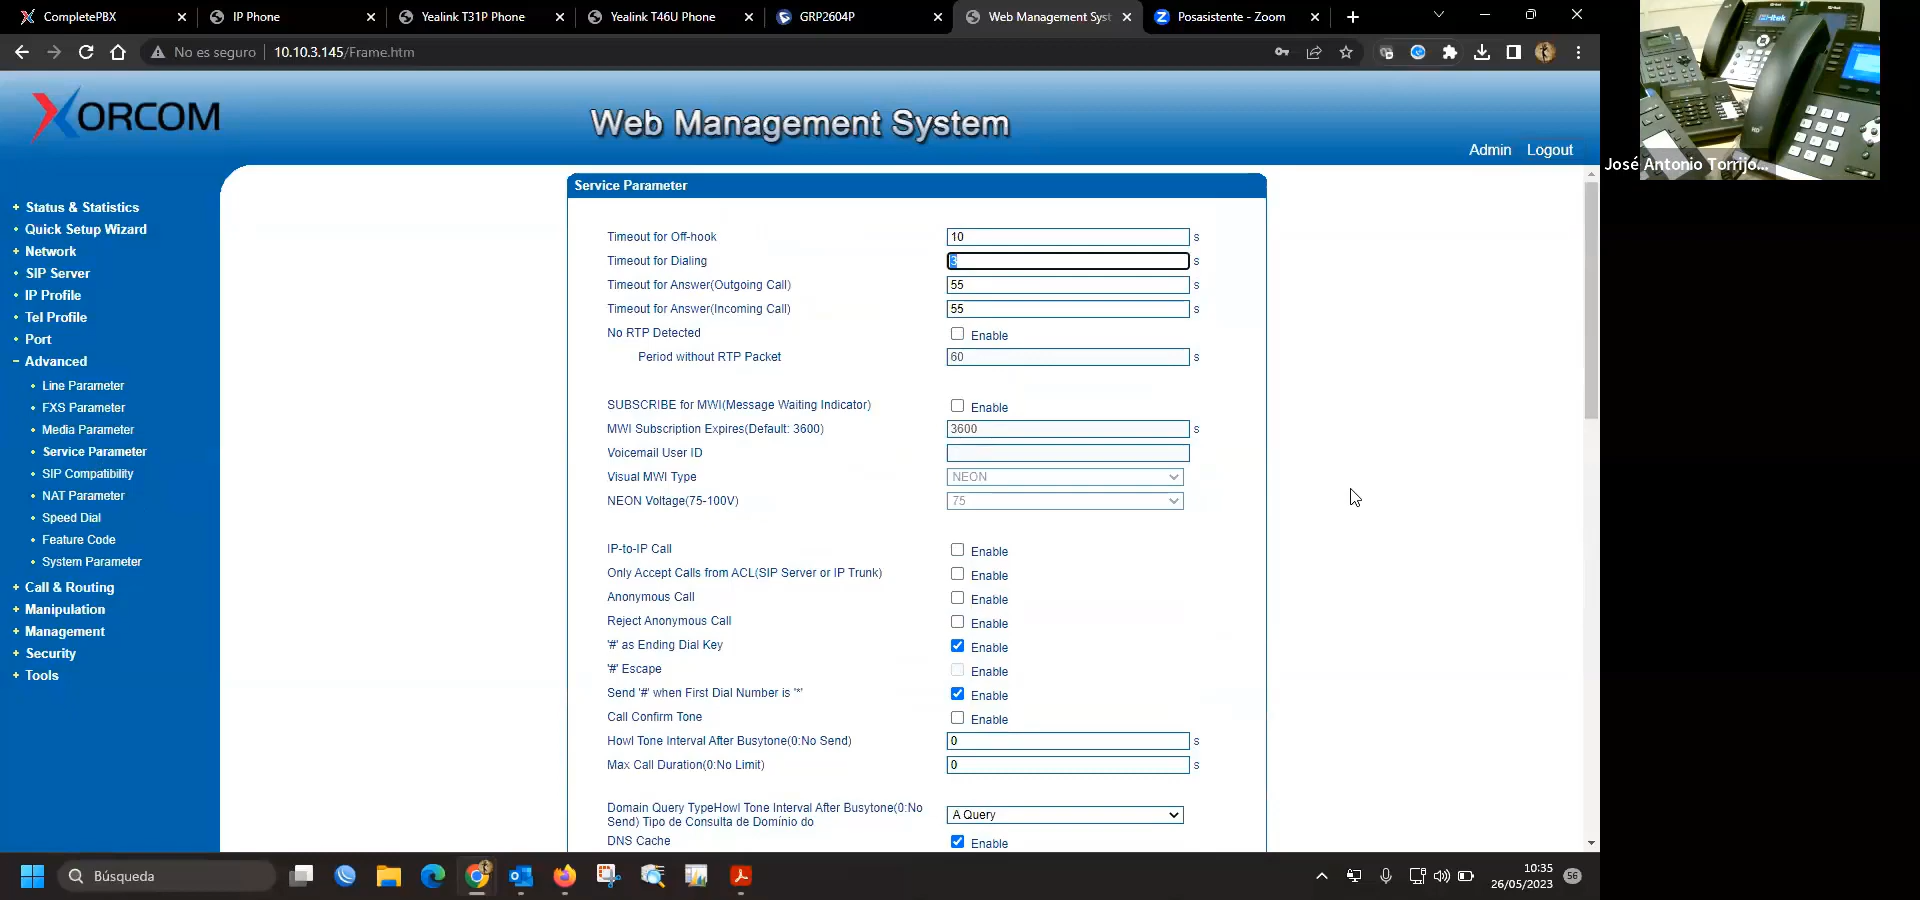 CompletePBX
IP Phone
Yealink T31P Phone
Yealink T46U Phone
GRP2604P
Web Management Syst
Posasistente - Zoom
No es seguro
10.10.3.145/Frame.htm
XORCOM
Web Management System
Admin Logout
José Antonio Torrijo...
+ Status & Statistics
• Quick Setup Wizard
+ Network
• SIP Server
• IP Profile
• Tel Profile
• Port
− Advanced
• Line Parameter
• FXS Parameter
• Media Parameter
• Service Parameter
• SIP Compatibility
• NAT Parameter
• Speed Dial
• Feature Code
• System Parameter
+ Call & Routing
+ Manipulation
+ Management
+ Security
+ Tools
Service Parameter
Timeout for Off-hook 10 s
Timeout for Dialing 3 s
Timeout for Answer(Outgoing Call) 55 s
Timeout for Answer(Incoming Call) 55 s
No RTP Detected Enable
Period without RTP Packet 60 s
SUBSCRIBE for MWI(Message Waiting Indicator) Enable
MWI Subscription Expires(Default: 3600) 3600 s
Voicemail User ID
Visual MWI Type NEON
NEON Voltage(75-100V) 75
IP-to-IP Call Enable
Only Accept Calls from ACL(SIP Server or IP Trunk) Enable
Anonymous Call Enable
Reject Anonymous Call Enable
'#' as Ending Dial Key Enable
'#' Escape Enable
Send '#' when First Dial Number is '*' Enable
Call Confirm Tone Enable
Howl Tone Interval After Busytone(0:No Send) 0 s
Max Call Duration(0:No Limit) 0 s
Domain Query TypeHowl Tone Interval After Busytone(0:No
Send) Tipo de Consulta de Domínio do
A Query
DNS Cache Enable
Búsqueda
10:35
26/05/2023
56